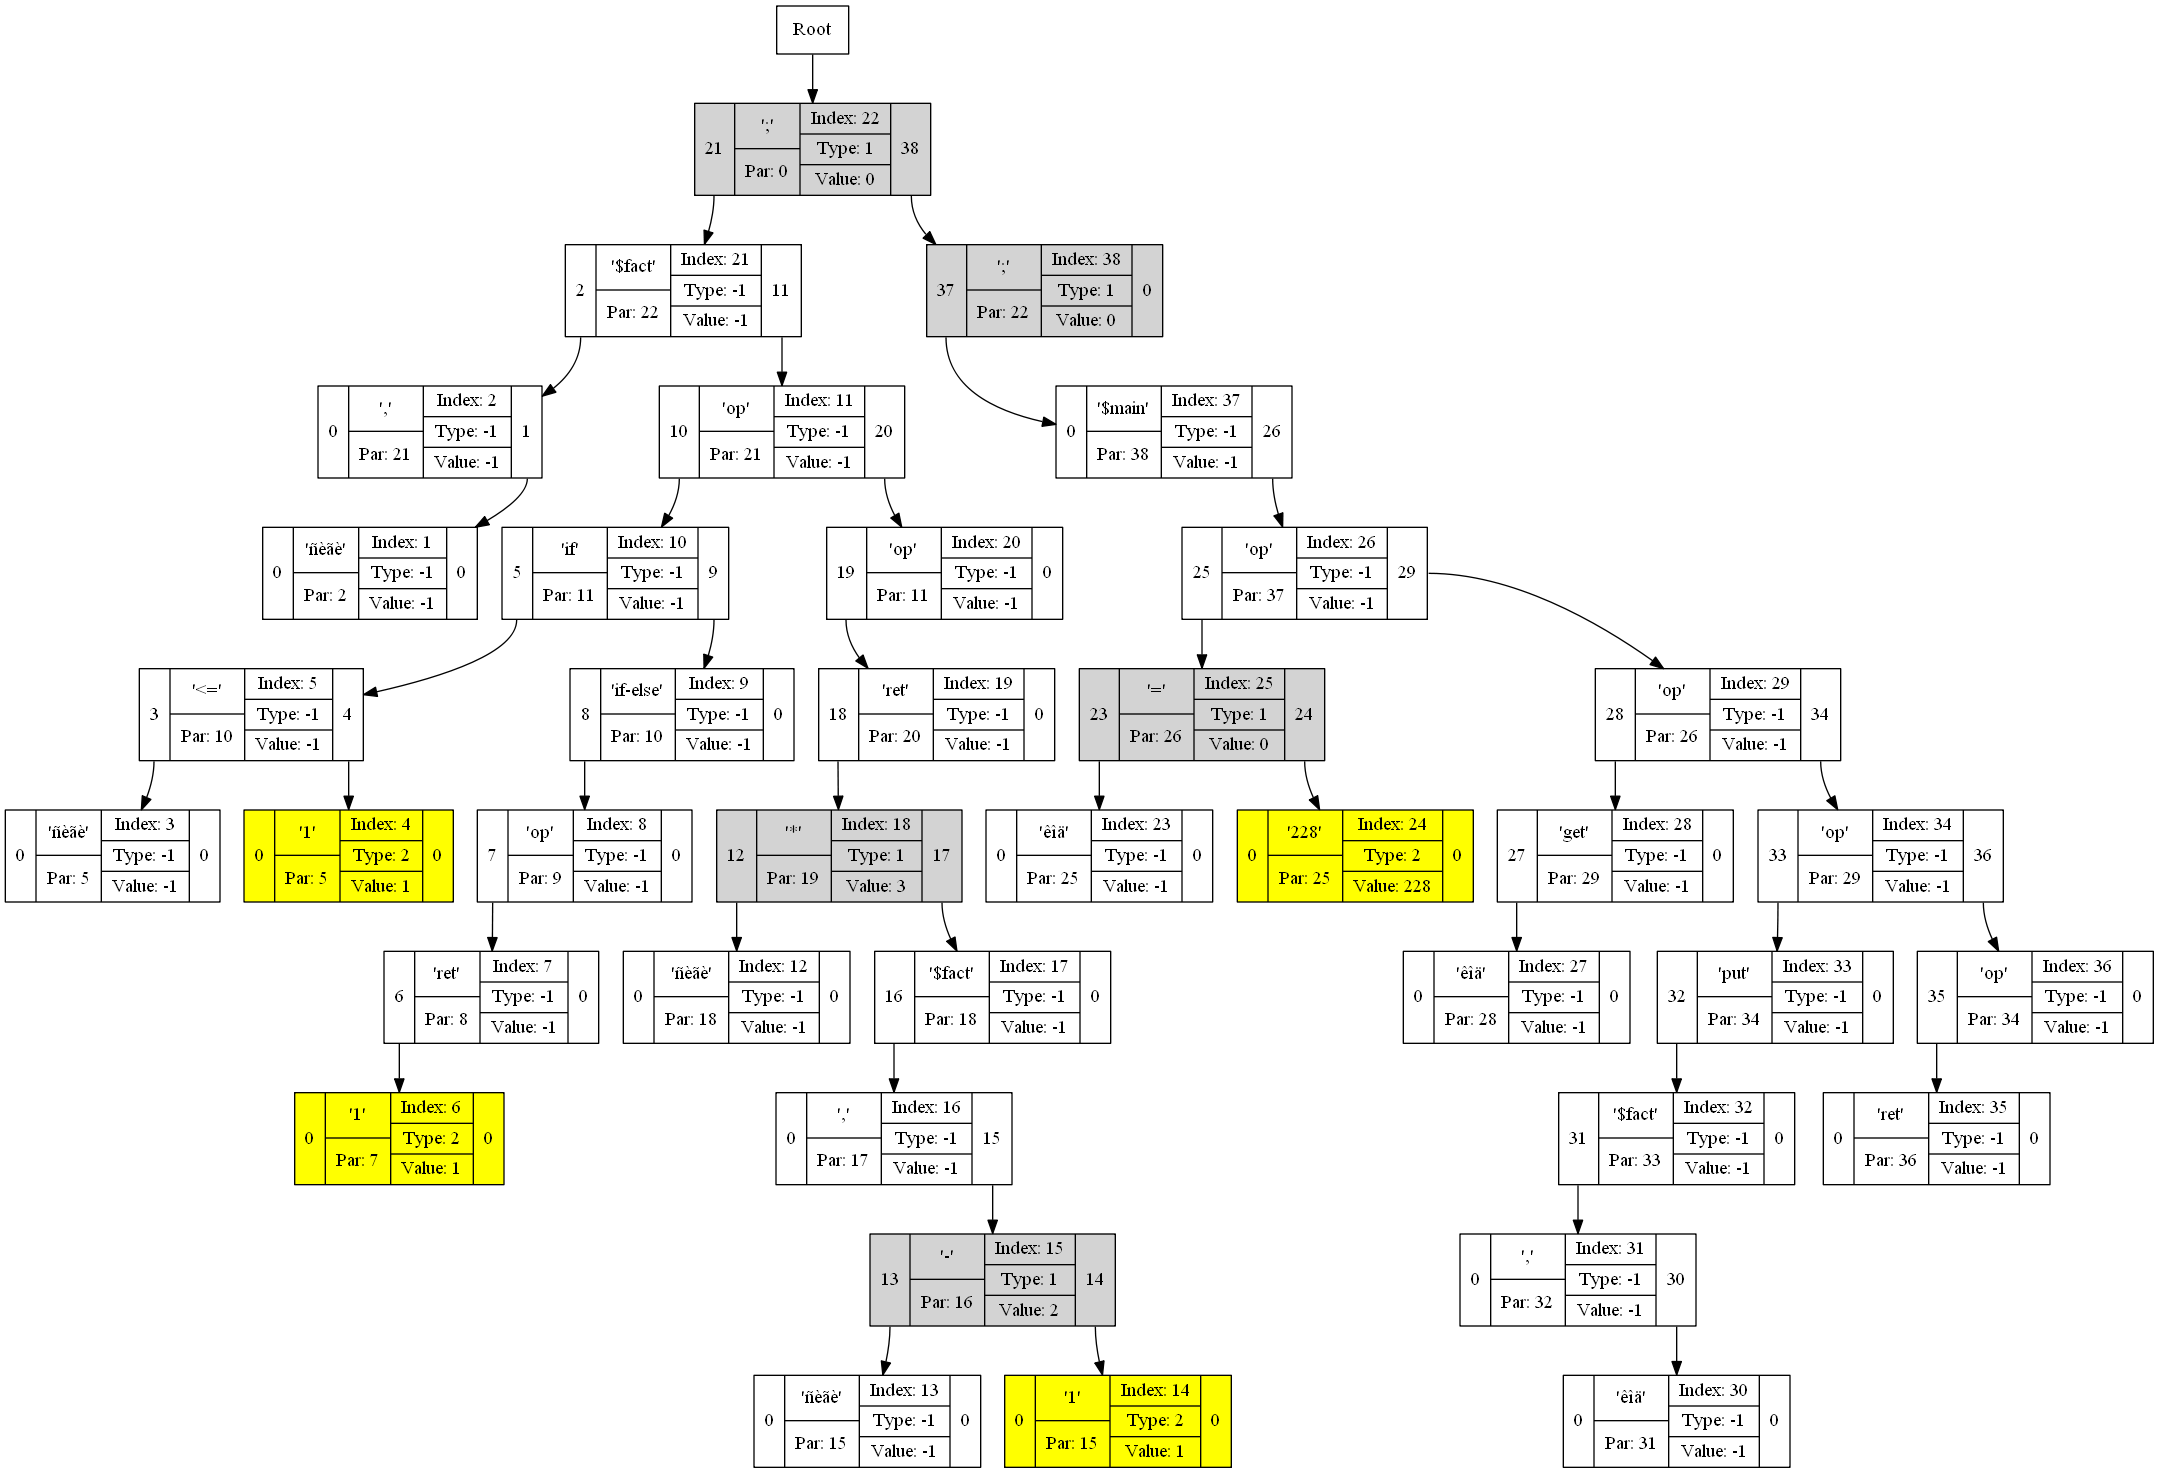 Root
21 ';' Par: 0 Index: 22 Type: 1 Value: 0 38
2 '$fact' Par: 22 Index: 21 Type: -1 Value: -1 11
37 ';' Par: 22 Index: 38 Type: 1 Value: 0 0
0 ',' Par: 21 Index: 2 Type: -1 Value: -1 1
10 'op' Par: 21 Index: 11 Type: -1 Value: -1 20
0 '$main' Par: 38 Index: 37 Type: -1 Value: -1 26
0 'ñèãè' Par: 2 Index: 1 Type: -1 Value: -1 0
5 'if' Par: 11 Index: 10 Type: -1 Value: -1 9
19 'op' Par: 11 Index: 20 Type: -1 Value: -1 0
25 'op' Par: 37 Index: 26 Type: -1 Value: -1 29
3 '<=' Par: 10 Index: 5 Type: -1 Value: -1 4
8 'if-else' Par: 10 Index: 9 Type: -1 Value: -1 0
18 'ret' Par: 20 Index: 19 Type: -1 Value: -1 0
23 '=' Par: 26 Index: 25 Type: 1 Value: 0 24
28 'op' Par: 26 Index: 29 Type: -1 Value: -1 34
0 'ñèãè' Par: 5 Index: 3 Type: -1 Value: -1 0
0 '1' Par: 5 Index: 4 Type: 2 Value: 1 0
7 'op' Par: 9 Index: 8 Type: -1 Value: -1 0
12 '*' Par: 19 Index: 18 Type: 1 Value: 3 17
0 'êîä' Par: 25 Index: 23 Type: -1 Value: -1 0
0 '228' Par: 25 Index: 24 Type: 2 Value: 228 0
27 'get' Par: 29 Index: 28 Type: -1 Value: -1 0
33 'op' Par: 29 Index: 34 Type: -1 Value: -1 36
6 'ret' Par: 8 Index: 7 Type: -1 Value: -1 0
0 'ñèãè' Par: 18 Index: 12 Type: -1 Value: -1 0
16 '$fact' Par: 18 Index: 17 Type: -1 Value: -1 0
0 'êîä' Par: 28 Index: 27 Type: -1 Value: -1 0
32 'put' Par: 34 Index: 33 Type: -1 Value: -1 0
35 'op' Par: 34 Index: 36 Type: -1 Value: -1 0
0 '1' Par: 7 Index: 6 Type: 2 Value: 1 0
0 ',' Par: 17 Index: 16 Type: -1 Value: -1 15
31 '$fact' Par: 33 Index: 32 Type: -1 Value: -1 0
0 'ret' Par: 36 Index: 35 Type: -1 Value: -1 0
13 '-' Par: 16 Index: 15 Type: 1 Value: 2 14
0 ',' Par: 32 Index: 31 Type: -1 Value: -1 30
0 'ñèãè' Par: 15 Index: 13 Type: -1 Value: -1 0
0 '1' Par: 15 Index: 14 Type: 2 Value: 1 0
0 'êîä' Par: 31 Index: 30 Type: -1 Value: -1 0